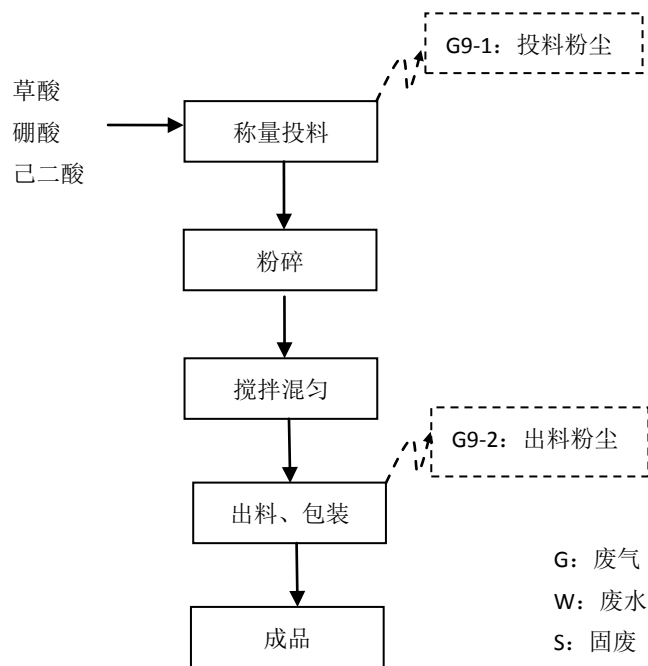 G9-1：投料粉尘
草酸
硼酸
己二酸
称量投料
粉碎
搅拌混匀
G9-2：出料粉尘
出料、包装
G：废气
W：废水
S：固废
成品